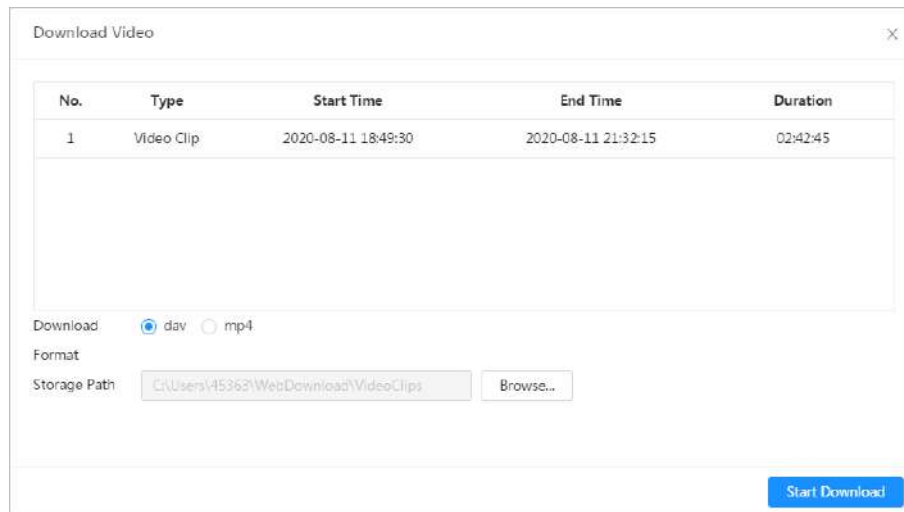 Download Video
No. Type Start Time End Time Duration
1 Video Clip 2020-08-11 18:49:30 2020-08-11 21:32:15 02:42:45
Download dav mp4
Format
Storage Path C:\Users\45363\WebDownload\VideoClips Browse...
Start Download